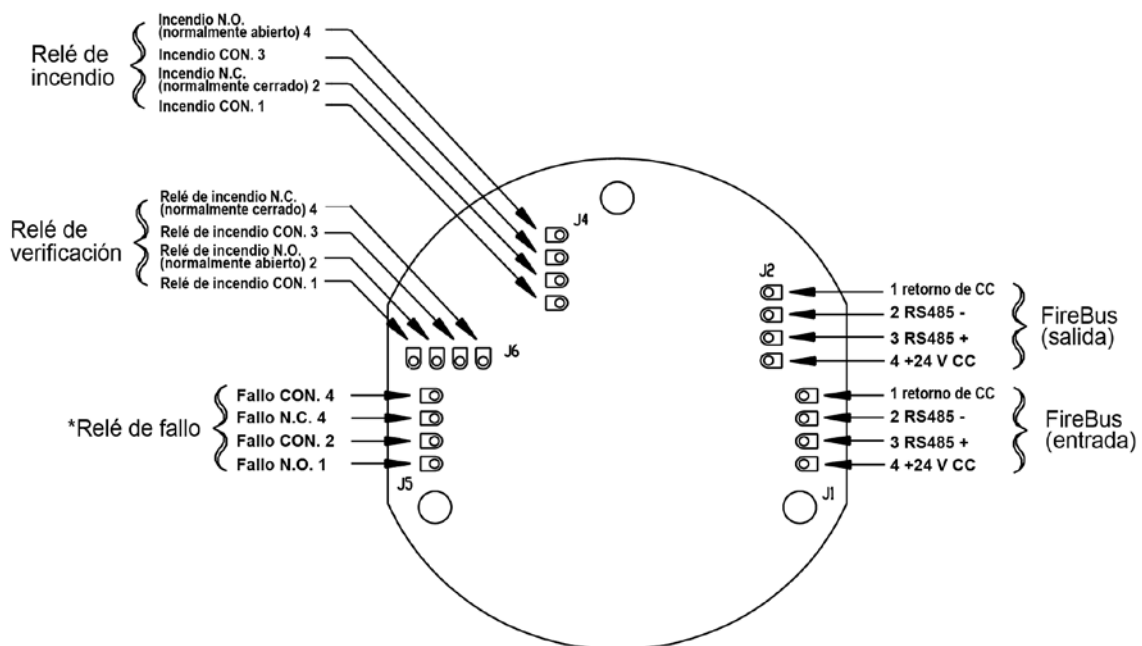 Relé de
incendio
Incendio N.O.
(normalmente abierto) 4
Incendio CON. 3
Incendio N.C.
(normalmente cerrado) 2
Incendio CON. 1
J4
Relé de
verificación
Relé de incendio N.C.
(normalmente cerrado) 4
Relé de incendio CON. 3
Relé de incendio N.O.
(normalmente abierto) 2
Relé de incendio CON. 1
J6
*Relé de fallo
Fallo CON. 4
Fallo N.C. 4
Fallo CON. 2
Fallo N.O. 1
J5
J2
1 retorno de CC
2 RS485 -
3 RS485 +
4 +24 V CC
FireBus
(salida)
1 retorno de CC
2 RS485 -
3 RS485 +
4 +24 V CC
FireBus
(entrada)
J1